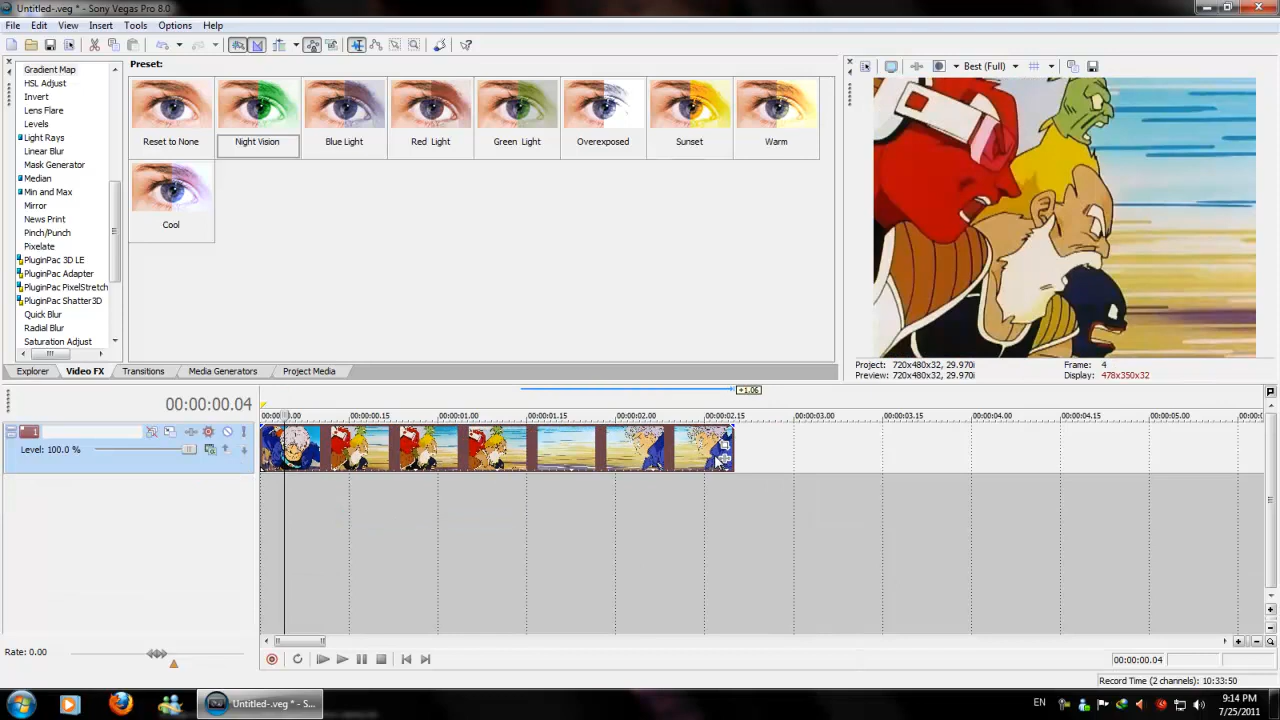 Untitled-.veg * - Sony Vegas Pro 8.0
File Edit View Insert Tools Options Help
Preset:
Best (Full)
Gradient Map
HSL Adjust
Invert
Lens Flare
Levels
Light Rays
Linear Blur
Mask Generator
Median
Min and Max
Mirror
News Print
Pinch/Punch
Pixelate
PluginPac 3D LE
PluginPac Adapter
PluginPac PixelStretch
PluginPac Shatter3D
Quick Blur
Radial Blur
Saturation Adjust
Reset to None Night Vision Blue Light Red Light Green Light Overexposed Sunset Warm
Cool
Project: 720x480x32, 29.970i Frame: 4
Preview: 720x480x32, 29.970i Display: 478x350x32
Explorer Video FX Transitions Media Generators Project Media
+1.06
00:00:00.04
00:00:00.15 00:00:01.00 00:00:01.15 00:00:02.00 00:00:02.15 00:00:03.00 00:00:03.15 00:00:04.00 00:00:04.15 00:00:05.00
1
Level: 100.0 %
Rate: 0.00
00:00:00.04
Record Time (2 channels): 10:33:50
Untitled-.veg * - S...
EN
9:14 PM
7/25/2011